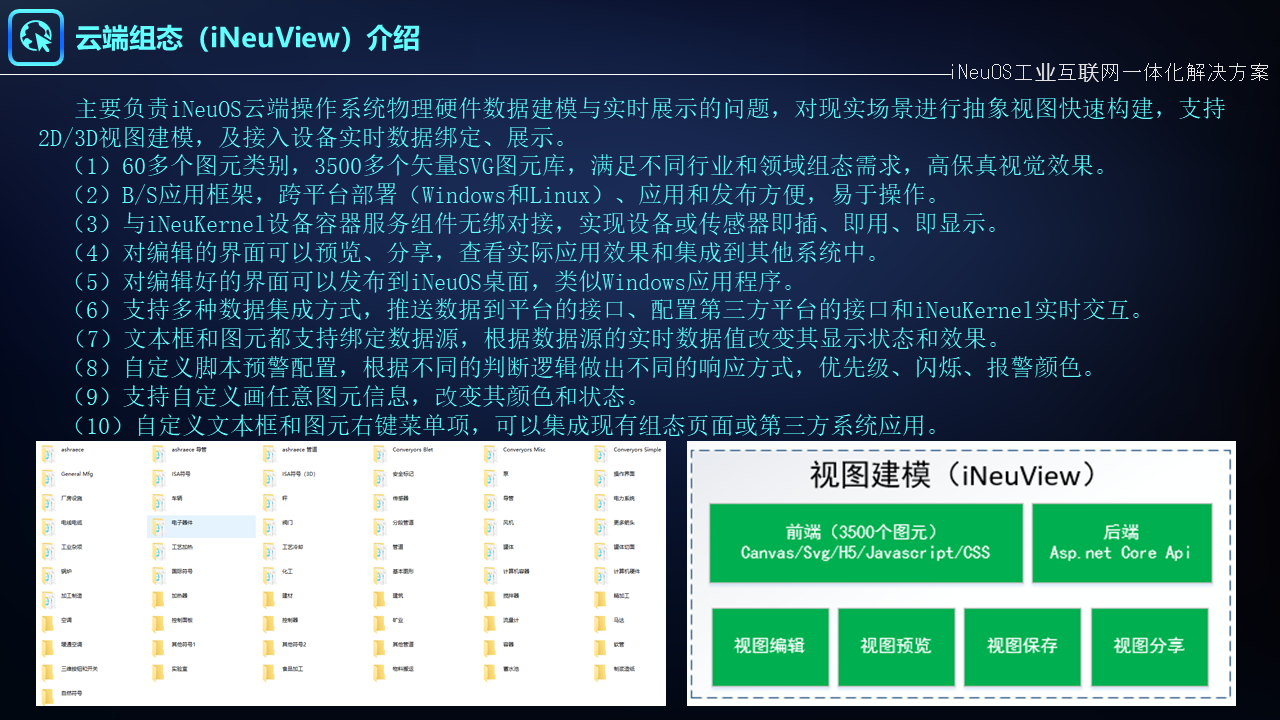 云端组态（iNeuView）介绍
iNeuOS工业互联网一体化解决方案
主要负责iNeuOS云端操作系统物理硬件数据建模与实时展示的问题，对现实场景进行抽象视图快速构建，支持
2D/3D视图建模，及接入设备实时数据绑定、展示。
（1）60多个图元类别，3500多个矢量SVG图元库，满足不同行业和领域组态需求，高保真视觉效果。
（2）B/S应用框架，跨平台部署（Windows和Linux）、应用和发布方便，易于操作。
（3）与iNeuKernel设备容器服务组件无绑对接，实现设备或传感器即插、即用、即显示。
（4）对编辑的界面可以预览、分享，查看实际应用效果和集成到其他系统中。
（5）对编辑好的界面可以发布到iNeuOS桌面，类似Windows应用程序。
（6）支持多种数据集成方式，推送数据到平台的接口、配置第三方平台的接口和iNeuKernel实时交互。
（7）文本框和图元都支持绑定数据源，根据数据源的实时数据值改变其显示状态和效果。
（8）自定义脚本预警配置，根据不同的判断逻辑做出不同的响应方式，优先级、闪烁、报警颜色。
（9）支持自定义画任意图元信息，改变其颜色和状态。
（10）自定义文本框和图元右键菜单项，可以集成现有组态页面或第三方系统应用。
ashraece ashraece 导管 ashraece 管道 Converyors Blet Converyors Misc Converyors Simple
General Mfg ISA符号 ISA符号（3D） 安全标记 泵 操作界面
厂房设施 车辆 秤 传感器 导管 电力系统
电线电缆 电子器件 阀门 分段管道 风机 更多箭头
工业杂项 工艺加热 工艺冷却 管道 罐体 罐体切面
锅炉 国际符号 化工 基本图形 计算机容器 计算机硬件
加工制造 加热器 建材 建筑 搅拌器 精加工
空调 控制面板 控制器 矿业 流量计 马达
暖通空调 其他符号1 其他符号2 其他管道 容器 软管
三维按钮和开关 实验室 食品加工 物料搬运 蓄水池 制浆造纸
自然符号
视图建模（iNeuView）
前端（3500个图元）
Canvas/Svg/H5/Javascript/CSS
后端
Asp.net Core Api
视图编辑 视图预览 视图保存 视图分享